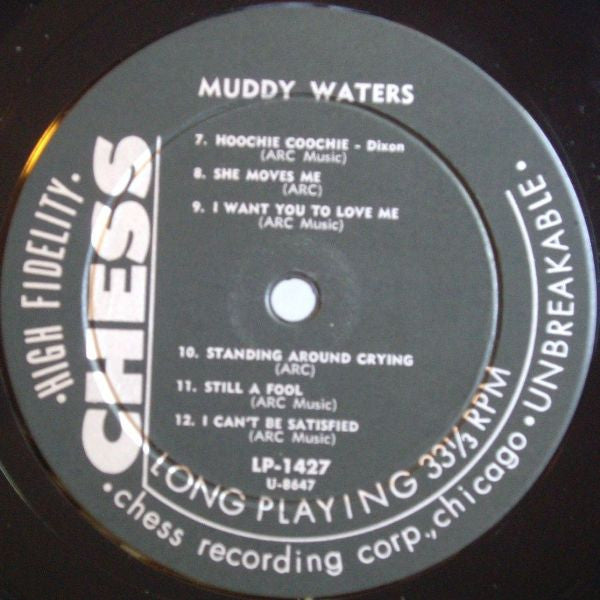 MUDDY WATERS
7. HOOCHIE COOCHIE - Dixon
(ARC Music)
8. SHE MOVES ME
(ARC)
9. I WANT YOU TO LOVE ME
(ARC Music)
10. STANDING AROUND CRYING
(ARC)
11. STILL A FOOL
(ARC Music)
12. I CAN'T BE SATISFIED
(ARC Music)
LP-1427
U-8647
CHESS
LONG PLAYING 33⅓ RPM
•HIGH FIDELITY•
•chess recording corp., chicago•UNBREAKABLE•